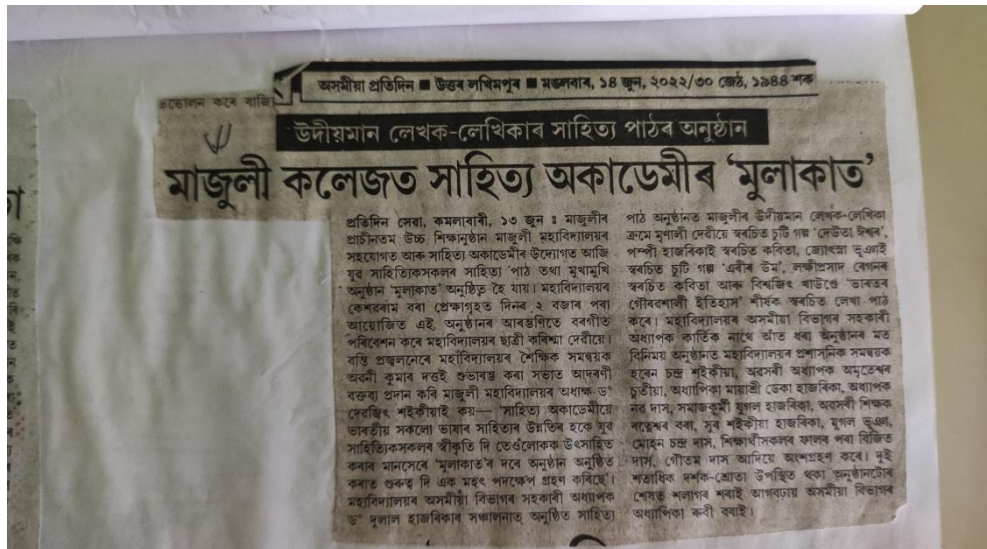 অসমীয়া প্ৰতিদিন ■ উত্তৰ লখিমপুৰ ■ মঙলবাৰ, ১৪ জুন, ২০২২/৩০ জেঠ, ১৯৪৪ শক
উত্তোলন কৰে ৰাজ্যি
উদীয়মান লেখক-লেখিকাৰ সাহিত্য পাঠৰ অনুষ্ঠান
মাজুলী কলেজত সাহিত্য অকাডেমীৰ ‘মুলাকাত’
প্ৰতিদিন সেৱা, কমলাবাৰী, ১৩ জুন ঃ মাজুলীৰ
প্ৰাচীনতম উচ্চ শিক্ষানুষ্ঠান মাজুলী মহাবিদ্যালয়ৰ
সহযোগত আৰু সাহিত্য অকাডেমীৰ উদ্যোগত আজি
যুৱ সাহিত্যিকসকলৰ সাহিত্য পাঠ তথা মুখামুখি
অনুষ্ঠান ‘মুলাকাত’ অনুষ্ঠিত হৈ যায়। মহাবিদ্যালয়ৰ
কেশৱৰাম বৰা প্ৰেক্ষাগৃহত দিনৰ ২ বজাৰ পৰা
আয়োজিত এই অনুষ্ঠানৰ আৰম্ভণিতে বৰগীত
পৰিবেশন কৰে মহাবিদ্যালয়ৰ ছাত্ৰী কৰিশ্মা দেৱীয়ে।
বন্তি প্ৰজ্বলনেৰে মহাবিদ্যালয়ৰ শৈক্ষিক সমন্বয়ক
অৱনী কুমাৰ দত্তই শুভাৰম্ভ কৰা সভাত আদৰণী
বক্তব্য প্ৰদান কৰি মাজুলী মহাবিদ্যালয়ৰ অধ্যক্ষ ড°
দেৱজিৎ শইকীয়াই কয়— ‘সাহিত্য অকাডেমীয়ে
ভাৰতীয় সকলো ভাষাৰ সাহিত্যৰ উন্নতিৰ হকে যুৱ
সাহিত্যিকসকলৰ স্বীকৃতি দি তেওঁলোকক উৎসাহিত
কৰাৰ মানসেৰে ‘মুলাকাত’ৰ দৰে অনুষ্ঠান অনুষ্ঠিত
কৰাত গুৰুত্ব দি এক মহৎ পদক্ষেপ গ্ৰহণ কৰিছে’।
মহাবিদ্যালয়ৰ অসমীয়া বিভাগৰ সহকাৰী অধ্যাপক
ড° দুলাল হাজৰিকাৰ সঞ্চালনাত অনুষ্ঠিত সাহিত্য
পাঠ অনুষ্ঠানত মাজুলীৰ উদীয়মান লেখক-লেখিকা
ক্ৰমে মৃণালী দেৱীয়ে স্বৰচিত চুটি গল্প ‘দেউতা ঈশ্বৰ’,
পম্পী হাজৰিকাই স্বৰচিত কবিতা, জ্যোৎস্না ভূঞাই
স্বৰচিত চুটি গল্প ‘এৰীৰ উম’, লক্ষীপ্ৰসাদ বেগনৰ
স্বৰচিত কবিতা আৰু বিশ্বজিৎ খাউণ্ডে ‘ভাৰতৰ
গৌৰৱশালী ইতিহাস’ শীৰ্ষক স্বৰচিত লেখা পাঠ
কৰে। মহাবিদ্যালয়ৰ অসমীয়া বিভাগৰ সহকাৰী
অধ্যাপক কাৰ্তিক নাথে আঁত ধৰা অনুষ্ঠানৰ মত
বিনিময় অনুষ্ঠানত মহাবিদ্যালয়ৰ প্ৰশাসনিক সমন্বয়ক
হৰেন চন্দ্ৰ শইকীয়া, অৱসৰী অধ্যাপক অমৃতেশ্বৰ
চুতীয়া, অধ্যাপিকা মায়াশ্ৰী ডেকা হাজৰিকা, অধ্যাপক
নৱ দাস, সমাজকৰ্মী যুগল হাজৰিকা, অৱসৰী শিক্ষক
ৰত্নেশ্বৰ বৰা, সুৰ শইকীয়া হাজৰিকা, যুগল ভূঞা,
মোহন চন্দ্ৰ দাস, শিক্ষাৰ্থীসকলৰ ফালৰ পৰা বিজিত
দাস, গৌতম দাস আদিয়ে অংশগ্ৰহণ কৰে। দুই
শতাধিক দৰ্শক-শ্ৰোতা উপস্থিত থকা অনুষ্ঠানটোৰ
শেষত শলাগৰ শৰাই আগবঢ়ায় অসমীয়া বিভাগৰ
অধ্যাপিকা ৰুবী বৰাই।